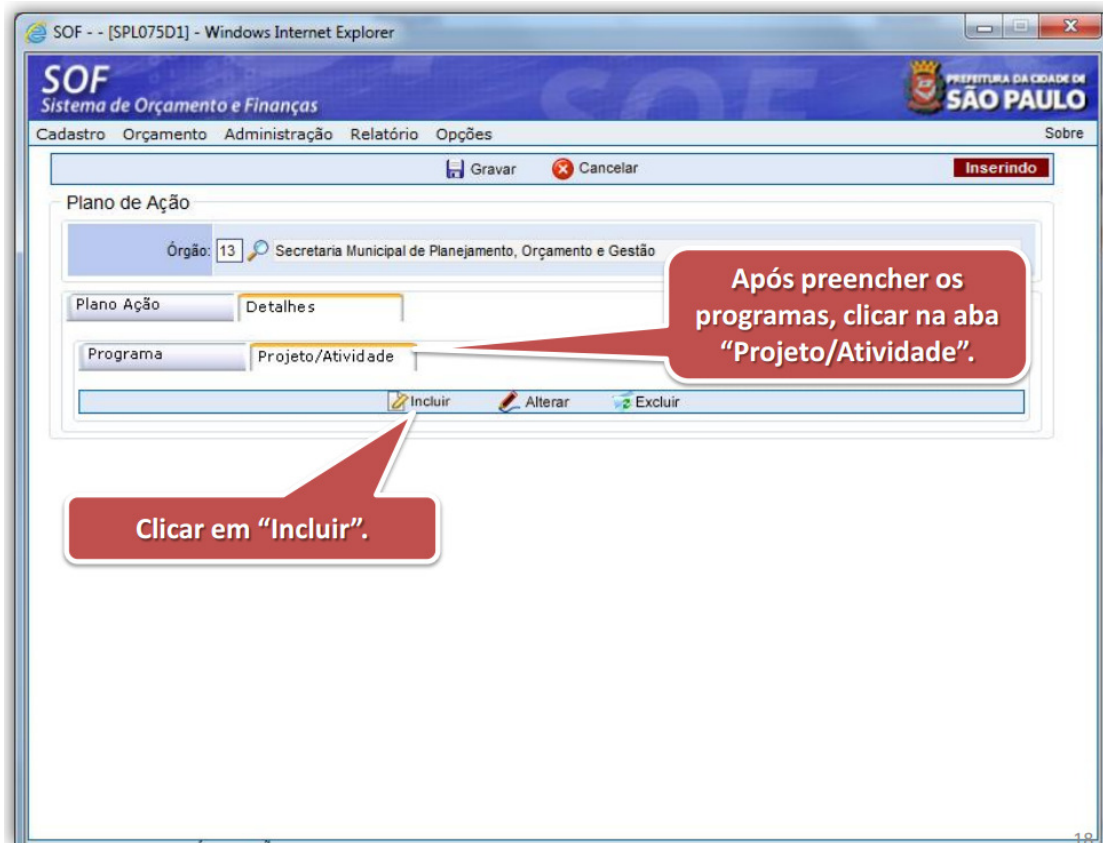 SOF - - [SPL075D1] - Windows Internet Explorer
SOF
Sistema de Orçamento e Finanças
PREFEITURA DA CIDADE DE
SÃO PAULO
Cadastro Orçamento Administração Relatório Opções Sobre
Gravar Cancelar Inserindo
Plano de Ação
Órgão: 13 Secretaria Municipal de Planejamento, Orçamento e Gestão
Após preencher os
programas, clicar na aba
“Projeto/Atividade”.
Plano Ação Detalhes
Programa Projeto/Atividade
Incluir Alterar Excluir
Clicar em “Incluir”.
18